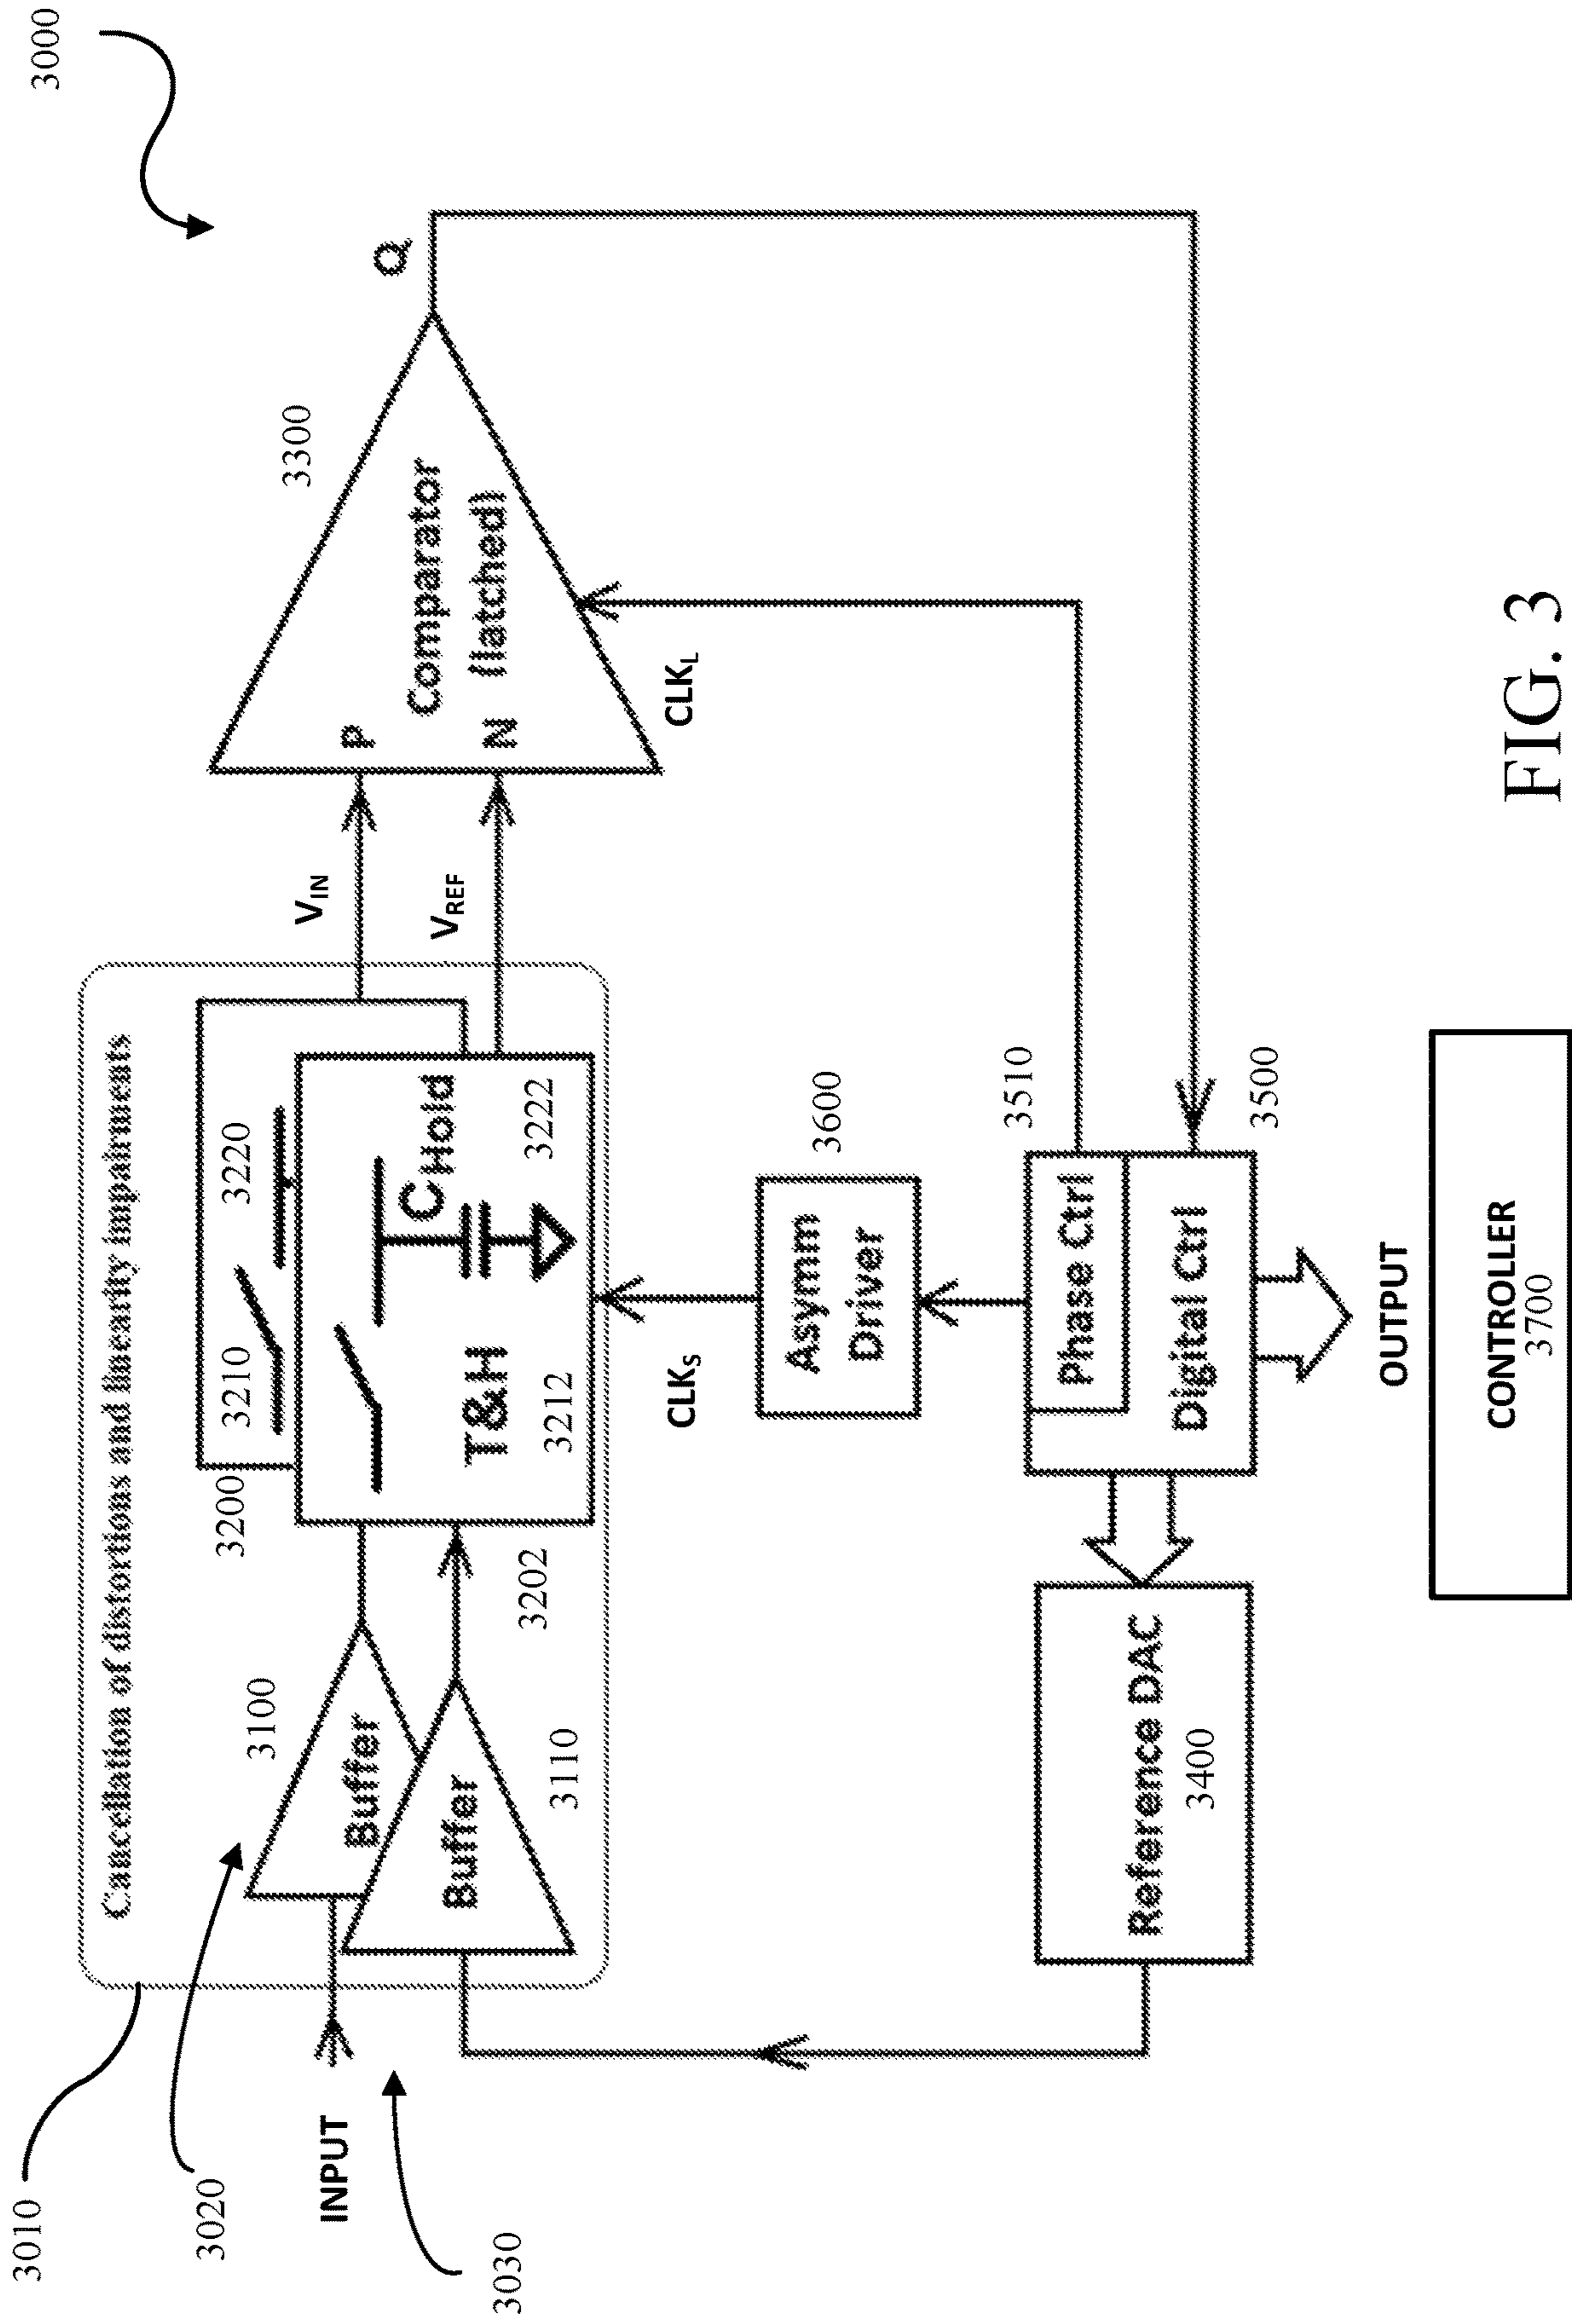 3000
3010
Cancellation of distortions and linearity impairments
3020
3030
INPUT
3100
Buffer
3110
Buffer
3200
3202
3210
3220
T&H
3212
CHold
3222
VIN
VREF
P
N
Comparator
(latched)
3300
Q
CLKL
CLKS
Asymm
Driver
3600
3510
Phase Ctrl
Digital Ctrl
3500
Reference DAC
3400
OUTPUT
CONTROLLER
3700
FIG. 3